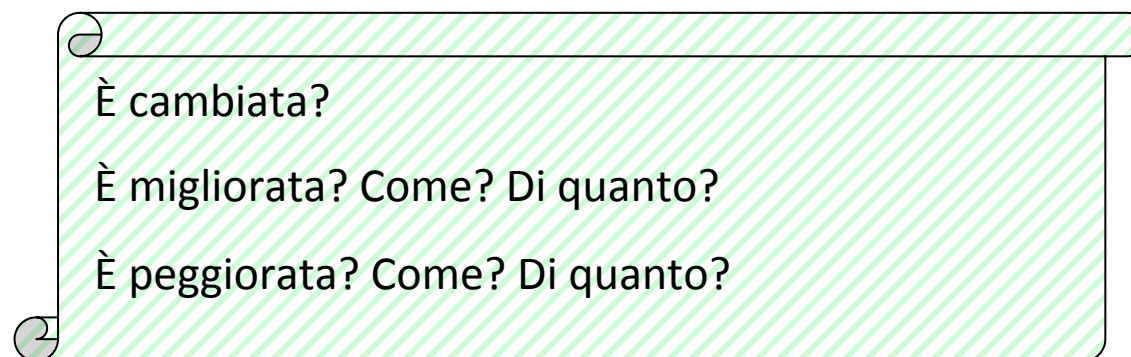 È cambiata?
È migliorata? Come? Di quanto?
È peggiorata? Come? Di quanto?